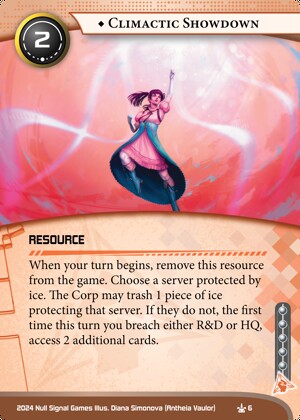 2
♦ Climactic Showdown
RESOURCE
When your turn begins, remove this resource
from the game. Choose a server protected by
ice. The Corp may trash 1 piece of ice
protecting that server. If they do not, the first
time this turn you breach either R&D or HQ,
access 2 additional cards.
2024 Null Signal Games Illus. Diana Simonova (Antheia Vaulor) 6